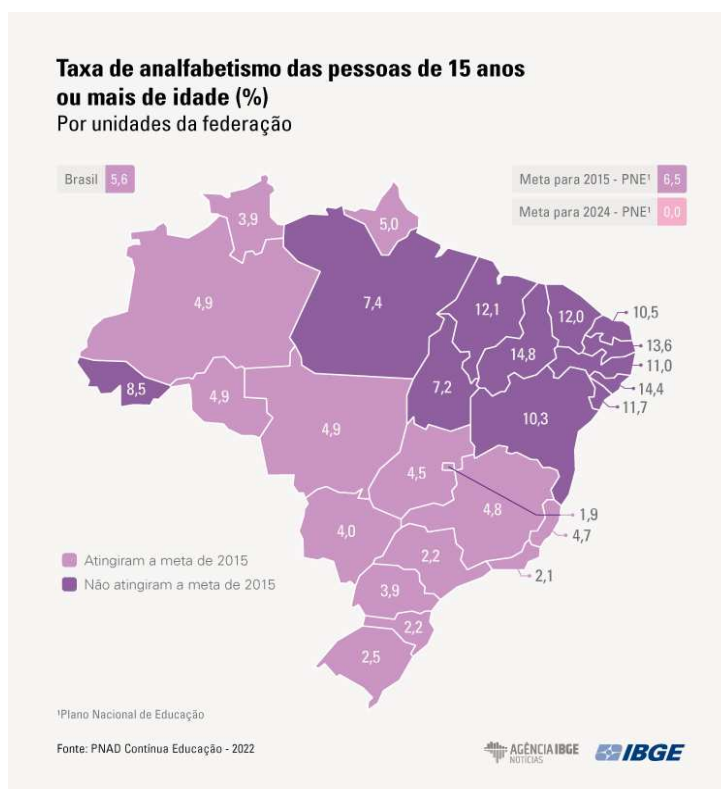 Taxa de analfabetismo das pessoas de 15 anos
ou mais de idade (%)
Por unidades da federação
Brasil 5,6
Meta para 2015 - PNE¹ 6,5
Meta para 2024 - PNE¹ 0,0
3,9
5,0
4,9
7,4
12,1
12,0
10,5
14,8
13,6
11,0
8,5
4,9
7,2
14,4
11,7
10,3
4,9
4,5
4,8
1,9
4,7
4,0
2,2
2,1
3,9
2,2
2,5
Atingiram a meta de 2015
Não atingiram a meta de 2015
¹Plano Nacional de Educação
Fonte: PNAD Contínua Educação - 2022
AGÊNCIA IBGE
NOTÍCIAS
IBGE